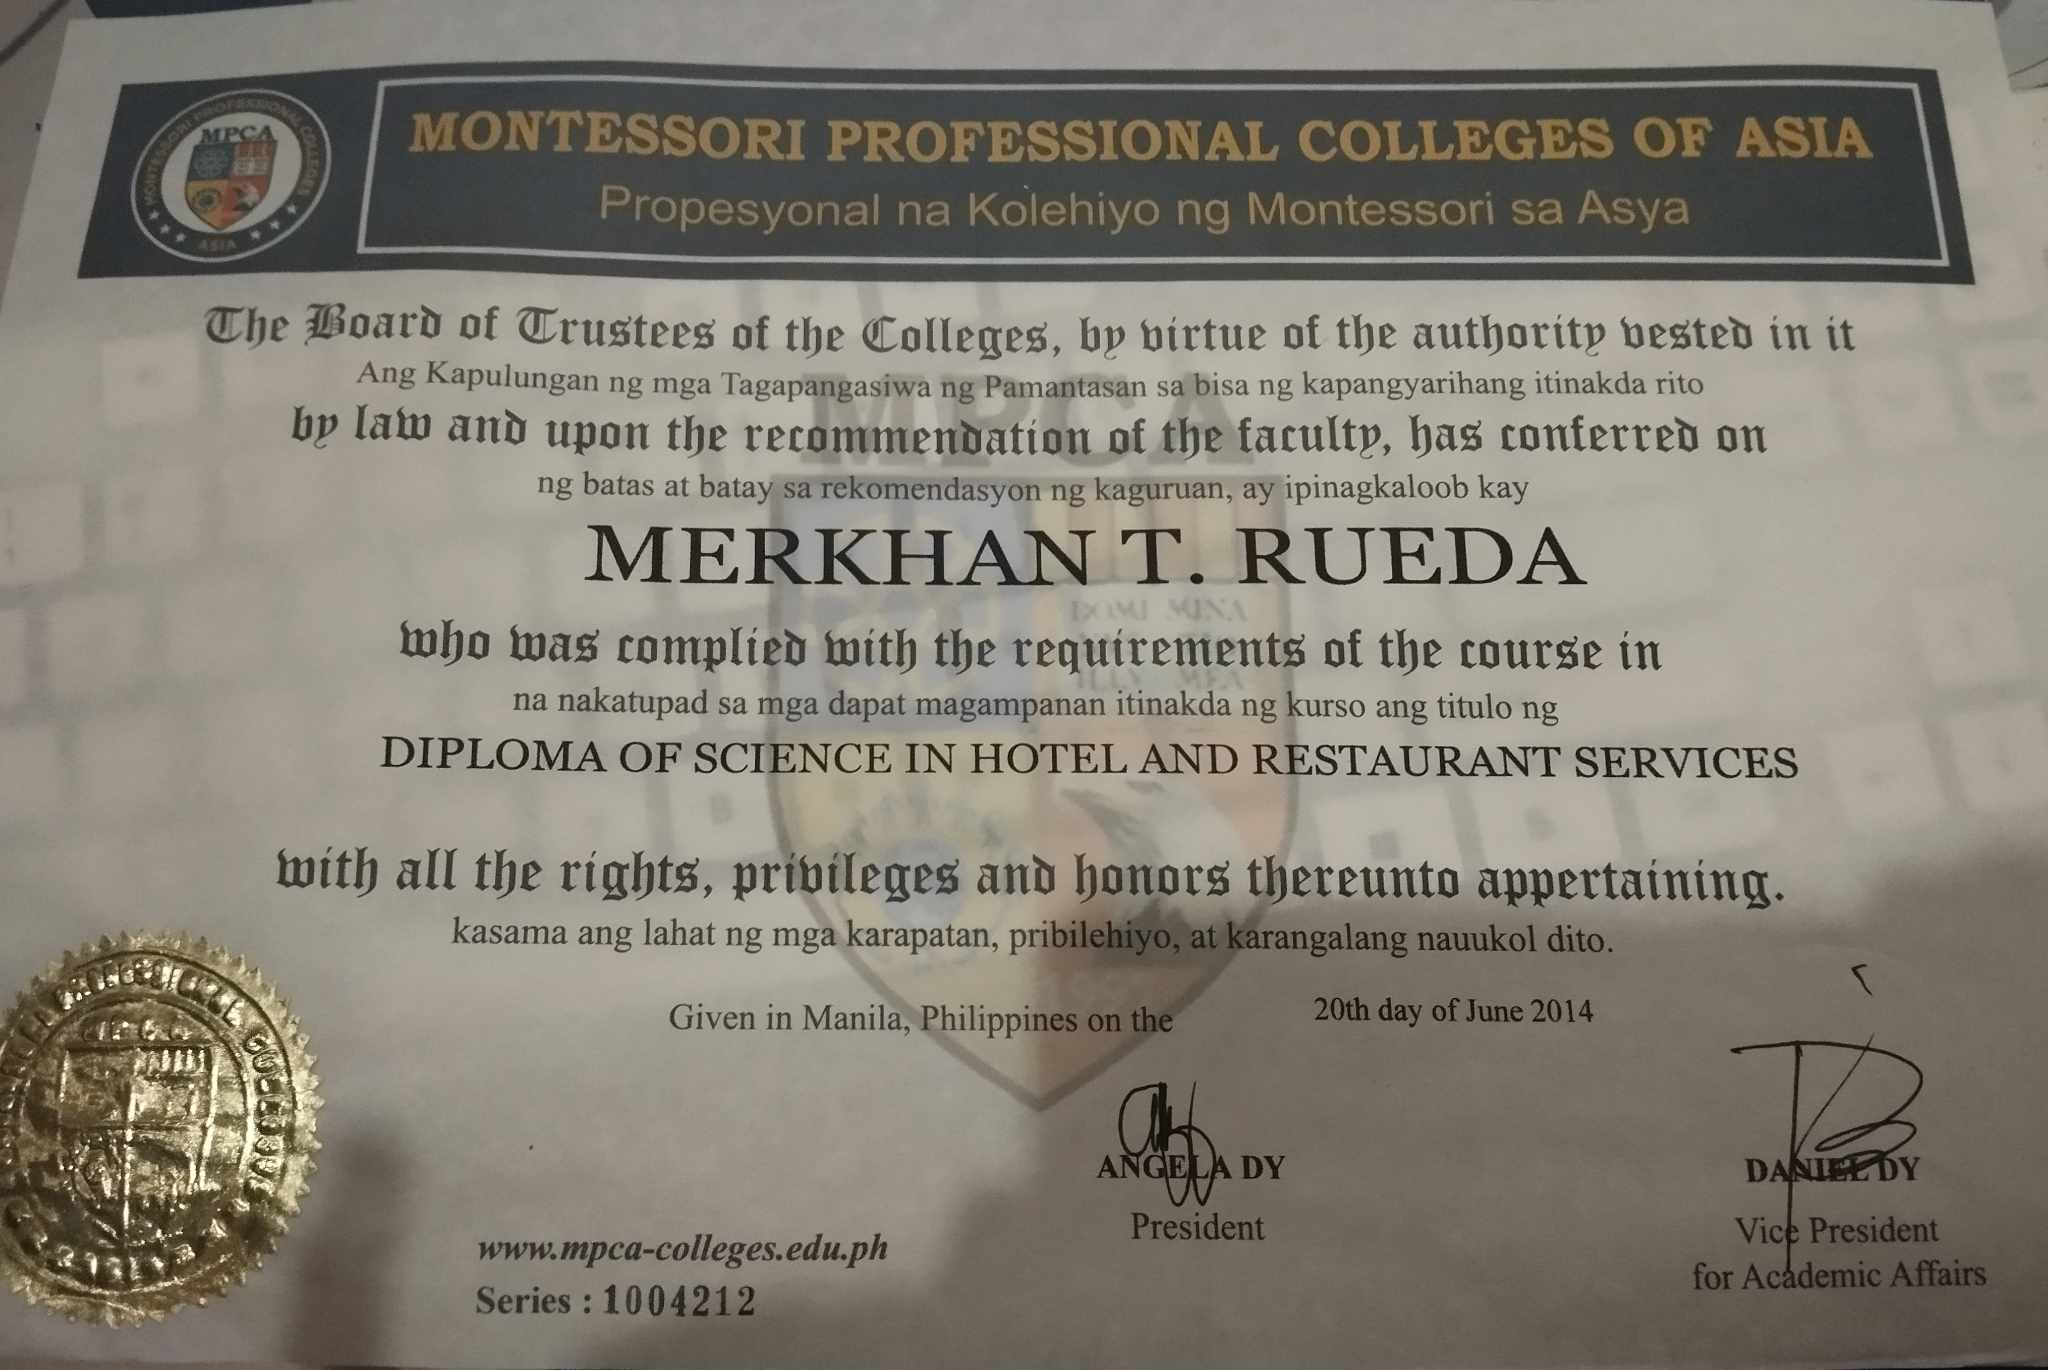 MONTESSORI PROFESSIONAL COLLEGES
MPCA
ASIA
MONTESSORI PROFESSIONAL COLLEGES OF ASIA
Propesyonal na Kolehiyo ng Montessori sa Asya
The Board of Trustees of the Colleges, by virtue of the authority vested in it
Ang Kapulungan ng mga Tagapangasiwa ng Pamantasan sa bisa ng kapangyarihang itinakda rito
by law and upon the recommendation of the faculty, has conferred on
ng batas at batay sa rekomendasyon ng kaguruan, ay ipinagkaloob kay
MPCA
MERKHAN T. RUEDA
who was complied with the requirements of the course in
na nakatupad sa mga dapat magampanan itinakda ng kurso ang titulo ng
DIPLOMA OF SCIENCE IN HOTEL AND RESTAURANT SERVICES
with all the rights, privileges and honors thereunto appertaining.
kasama ang lahat ng mga karapatan, pribilehiyo, at karangalang nauukol dito.
Given in Manila, Philippines on the 20th day of June 2014
ANGELA DY
President
DANIEL DY
Vice President
for Academic Affairs
www.mpca-colleges.edu.ph
Series : 1004212